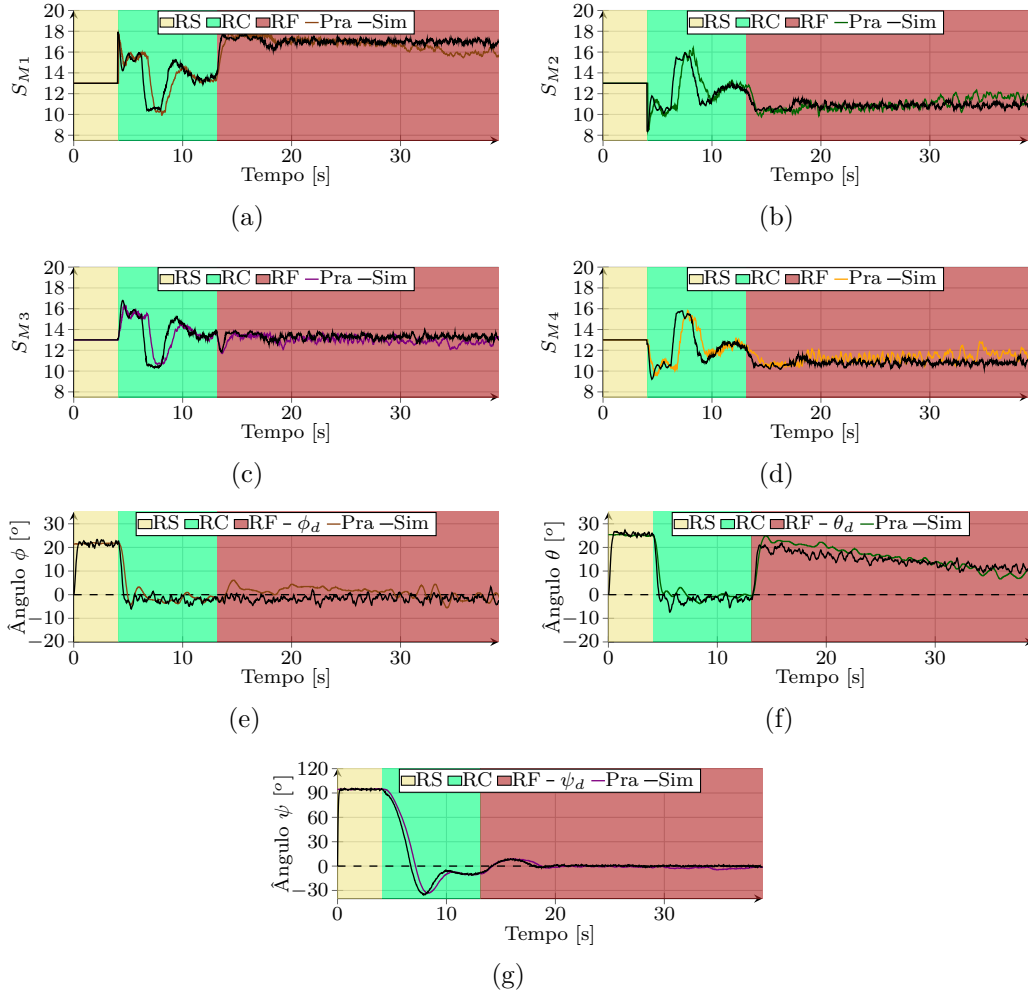 RS RC RF Pra Sim
20
18
16
14
12
10
8
S_{M1}
0 10 20 30
Tempo [s]
(a)
RS RC RF Pra Sim
20
18
16
14
12
10
8
S_{M2}
0 10 20 30
Tempo [s]
(b)
RS RC RF Pra Sim
20
18
16
14
12
10
8
S_{M3}
0 10 20 30
Tempo [s]
(c)
RS RC RF Pra Sim
20
18
16
14
12
10
8
S_{M4}
0 10 20 30
Tempo [s]
(d)
RS RC RF ϕ_d Pra Sim
30
20
10
0
−10
−20
Ângulo ϕ [°]
0 10 20 30
Tempo [s]
(e)
RS RC RF θ_d Pra Sim
30
20
10
0
−10
−20
Ângulo θ [°]
0 10 20 30
Tempo [s]
(f)
RS RC RF ψ_d Pra Sim
120
90
60
30
0
−30
Ângulo ψ [°]
0 10 20 30
Tempo [s]
(g)